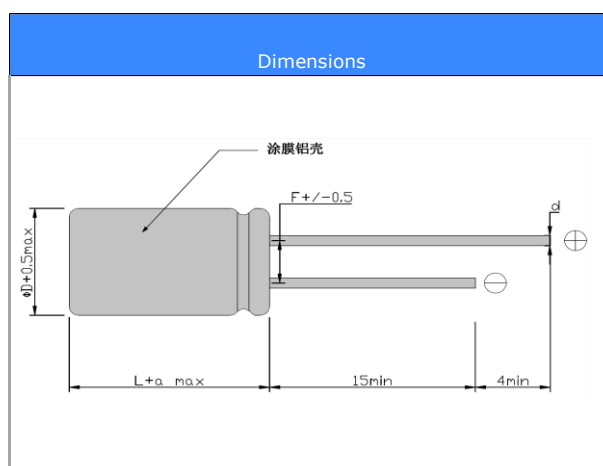 Dimensions
涂膜铝壳
F+/-0.5
d
ΦD+0.5max
L+a max
15min
4min